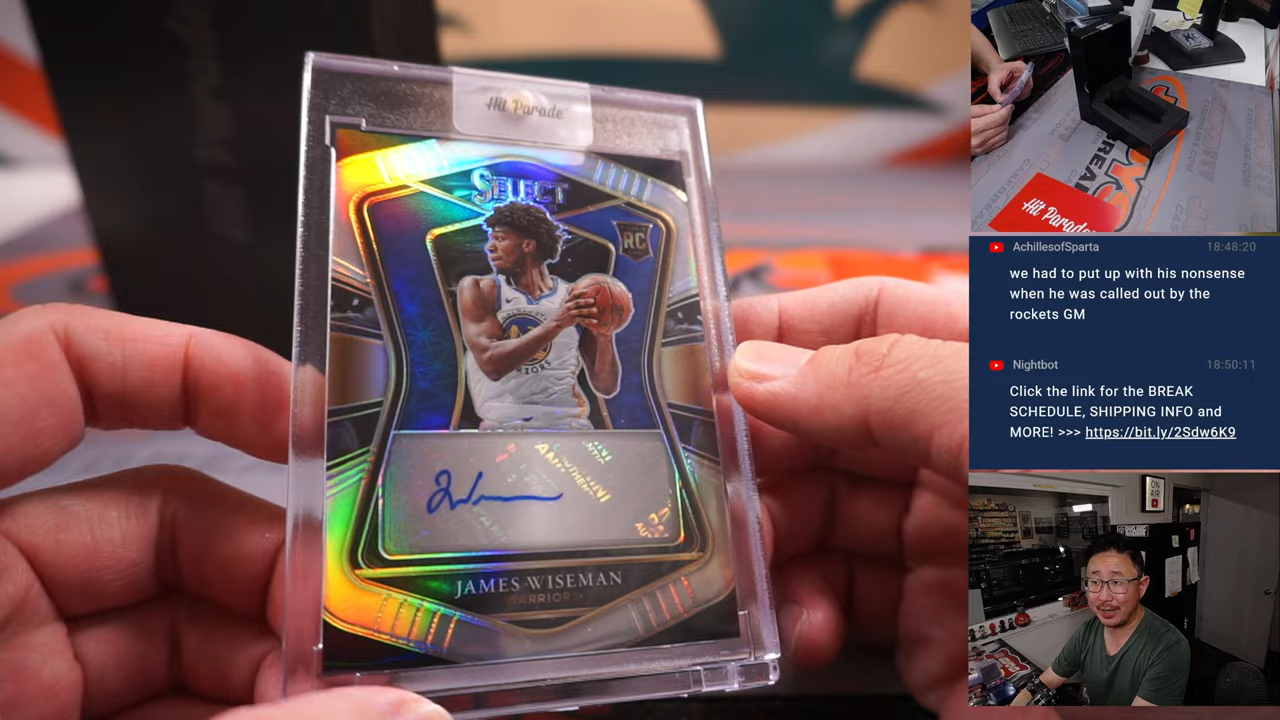 Hit Parade
SELECT
RC
WARRIORS
JAMES WISEMAN
WARRIORS
Hit Parade
AchillesofSparta
18:48:20
we had to put up with his nonsense
when he was called out by the
rockets GM
Nightbot
18:50:11
Click the link for the BREAK
SCHEDULE, SHIPPING INFO and
MORE! >>> https://bit.ly/2Sdw6K9
ON
AIR